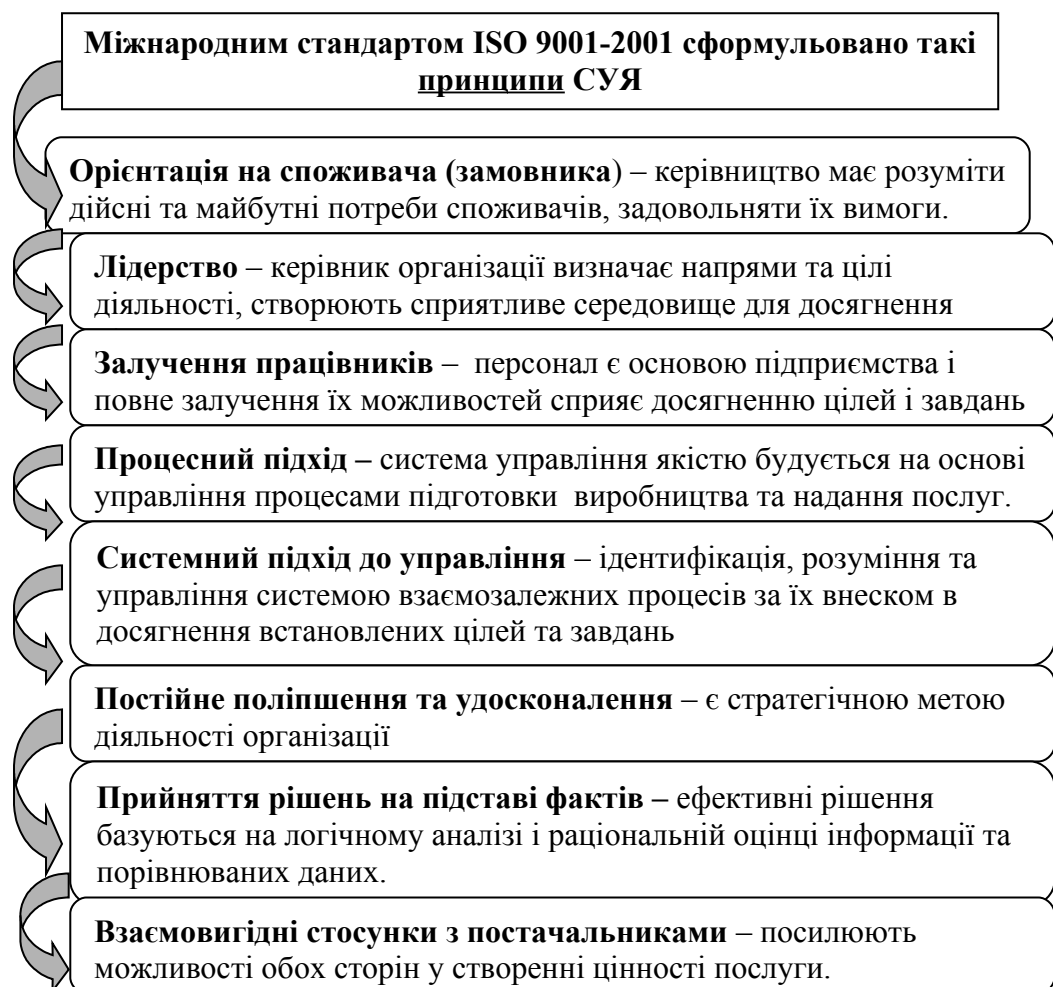 Міжнародним стандартом ISO 9001-2001 сформульовано такі
принципи СУЯ
Орієнтація на споживача (замовника) – керівництво має розуміти
дійсні та майбутні потреби споживачів, задовольняти їх вимоги.
Лідерство – керівник організації визначає напрями та цілі
діяльності, створюють сприятливе середовище для досягнення
Залучення працівників – персонал є основою підприємства і
повне залучення їх можливостей сприяє досягненню цілей і завдань
Процесний підхід – система управління якістю будується на основі
управління процесами підготовки виробництва та надання послуг.
Системний підхід до управління – ідентифікація, розуміння та
управління системою взаємозалежних процесів за їх внеском в
досягнення встановлених цілей та завдань
Постійне поліпшення та удосконалення – є стратегічною метою
діяльності організації
Прийняття рішень на підставі фактів – ефективні рішення
базуються на логічному аналізі і раціональній оцінці інформації та
порівнюваних даних.
Взаємовигідні стосунки з постачальниками – посилюють
можливості обох сторін у створенні цінності послуги.